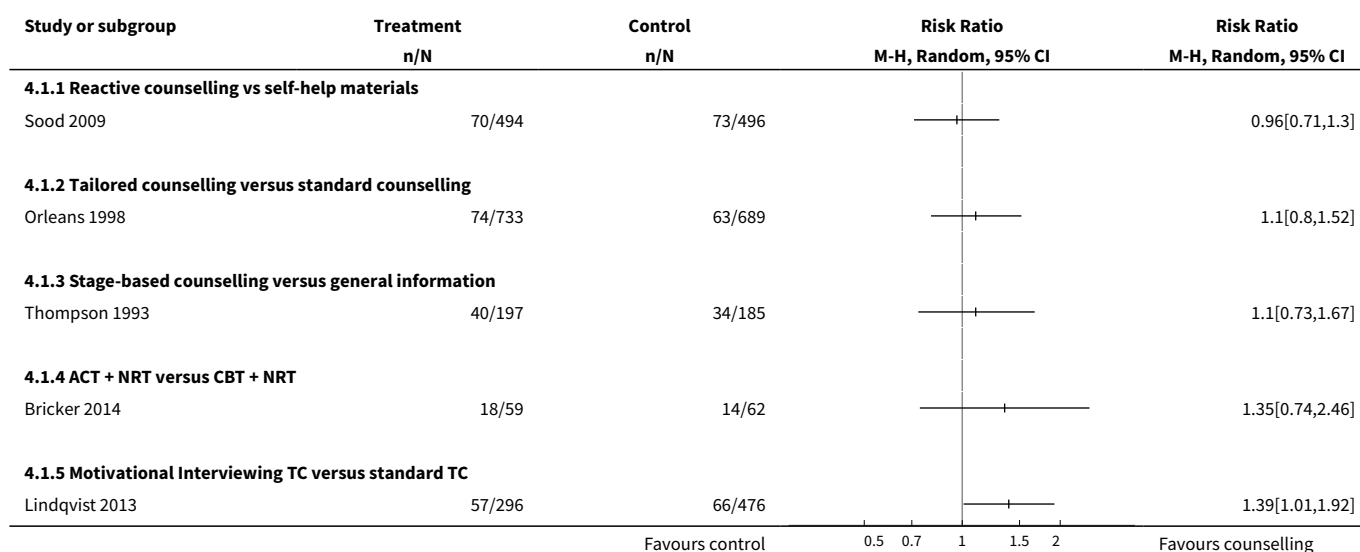 Study or subgroup Treatment Control Risk Ratio Risk Ratio
n/N n/N M-H, Random, 95% CI M-H, Random, 95% CI
4.1.1 Reactive counselling vs self-help materials
Sood 2009 70/494 73/496 0.96[0.71,1.3]
4.1.2 Tailored counselling versus standard counselling
Orleans 1998 74/733 63/689 1.1[0.8,1.52]
4.1.3 Stage-based counselling versus general information
Thompson 1993 40/197 34/185 1.1[0.73,1.67]
4.1.4 ACT + NRT versus CBT + NRT
Bricker 2014 18/59 14/62 1.35[0.74,2.46]
4.1.5 Motivational Interviewing TC versus standard TC
Lindqvist 2013 57/296 66/476 1.39[1.01,1.92]
Favours control 0.5 0.7 1 1.5 2 Favours counselling